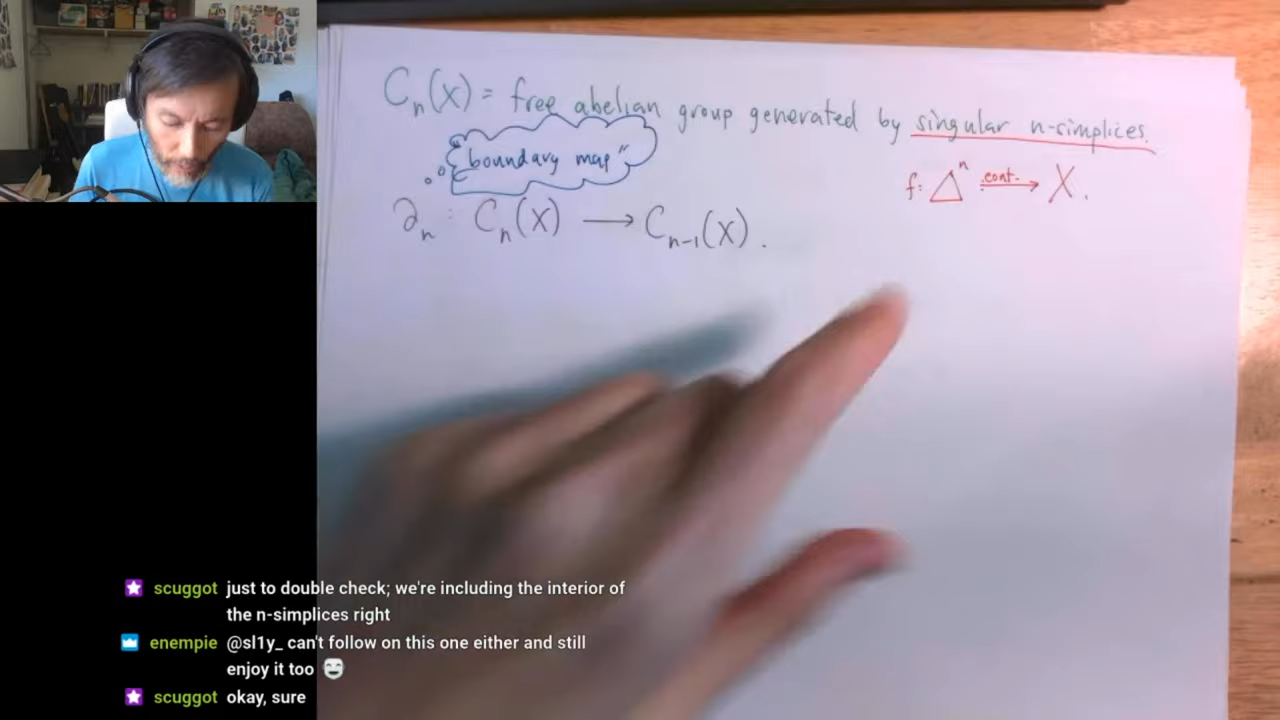 Cₙ(X) = free abelian group generated by singular n-simplices.
"boundary map"
f: Δⁿ cont. → X.
∂ₙ : Cₙ(X) → Cₙ₋₁(X).
scuggot just to double check; we're including the interior of
the n-simplices right
enempie @sl1y_ can't follow on this one either and still
enjoy it too
scuggot okay, sure